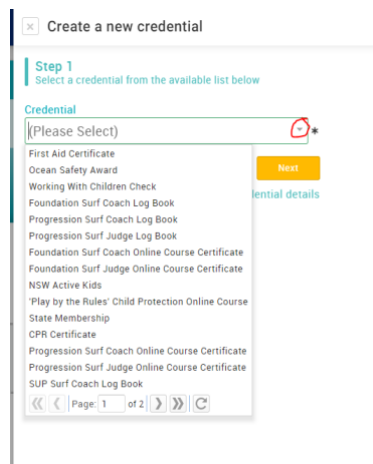 × Create a new credential
Step 1
Select a credential from the available list below
Credential
(Please Select) *
First Aid Certificate
Ocean Safety Award
Working With Children Check
Next
Foundation Surf Coach Log Book
ential details
Progression Surf Coach Log Book
Progression Surf Judge Log Book
Foundation Surf Coach Online Course Certificate
Foundation Surf Judge Online Course Certificate
NSW Active Kids
'Play by the Rules' Child Protection Online Course
State Membership
CPR Certificate
Progression Surf Coach Online Course Certificate
Progression Surf Judge Online Course Certificate
SUP Surf Coach Log Book
Page: 1 of 2